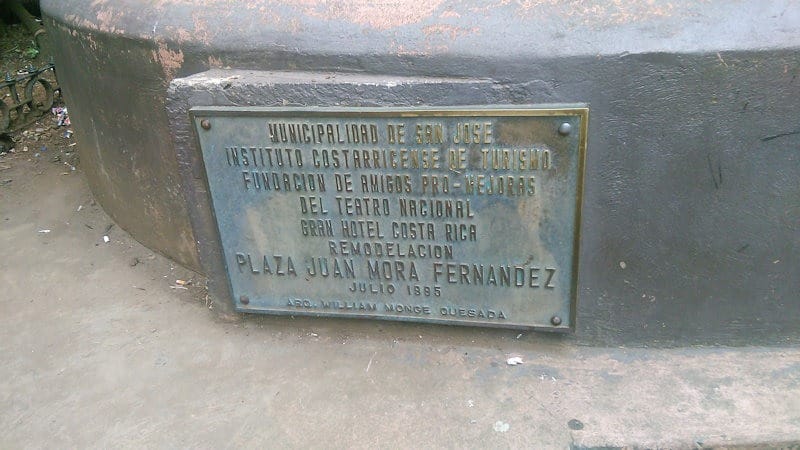 MUNICIPALIDAD DE SAN JOSE
INSTITUTO COSTARRICENSE DE TURISMO
FUNDACION DE AMIGOS PRO-MEJORAS
DEL TEATRO NACIONAL
GRAN HOTEL COSTA RICA
REMODELACION
PLAZA JUAN MORA FERNANDEZ
JULIO 1995
ARQ. WILLIAM MONGE QUESADA